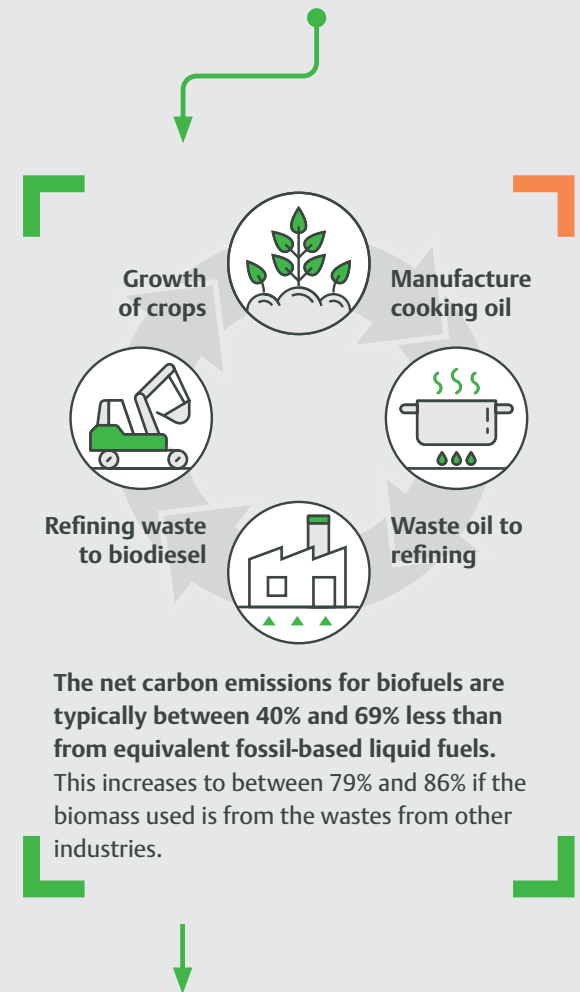 Growth
of crops
Manufacture
cooking oil
Refining waste
to biodiesel
Waste oil to
refining
The net carbon emissions for biofuels are
typically between 40% and 69% less than
from equivalent fossil-based liquid fuels.
This increases to between 79% and 86% if the
biomass used is from the wastes from other
industries.